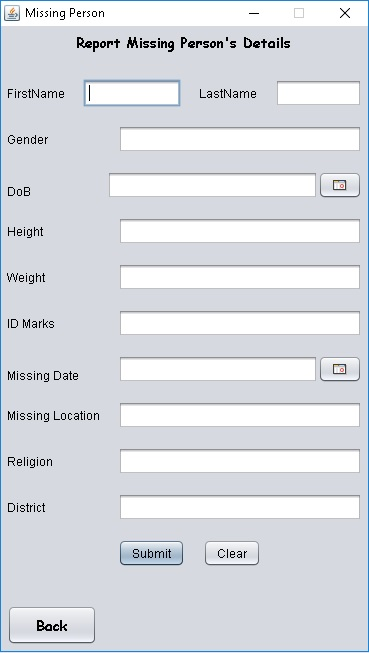 Missing Person
Report Missing Person's Details
FirstName LastName
Gender
DoB
Height
Weight
ID Marks
Missing Date
Missing Location
Religion
District
Submit Clear
Back